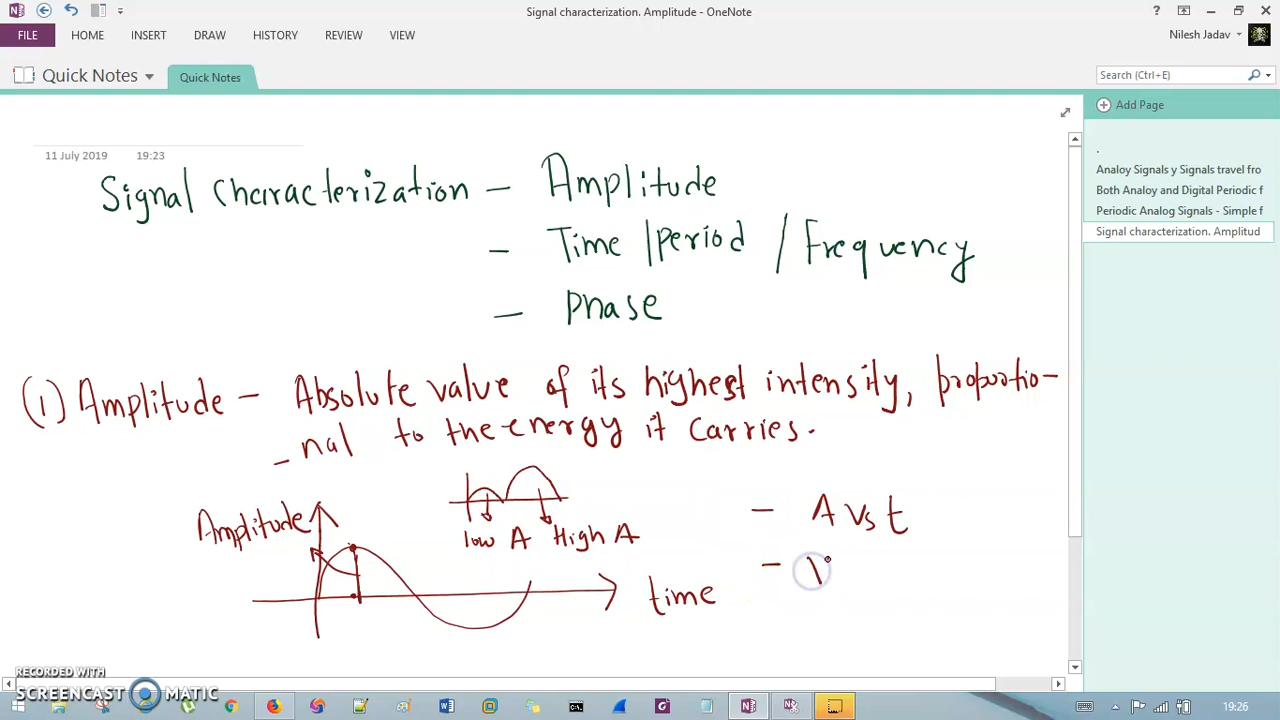 Signal characterization. Amplitude - OneNote
FILE HOME INSERT DRAW HISTORY REVIEW VIEW
Nilesh Jadav
Quick Notes
Quick Notes
Search (Ctrl+E)
Add Page
11 July 2019 19:23
.
Analoy Signals y Signals travel fro
Both Analoy and Digital Periodic f
Periodic Analog Signals - Simple f
Signal characterization. Amplitud
Signal characterization - Amplitude
- Time/period / Frequency
- Phase
(1) Amplitude - Absolute value of its highest intensity, proportio-
-nal to the energy it carries.
Amplitude
low A High A
time
- A vs t
-
RECORDED WITH
SCREENCAST MATIC
19:26